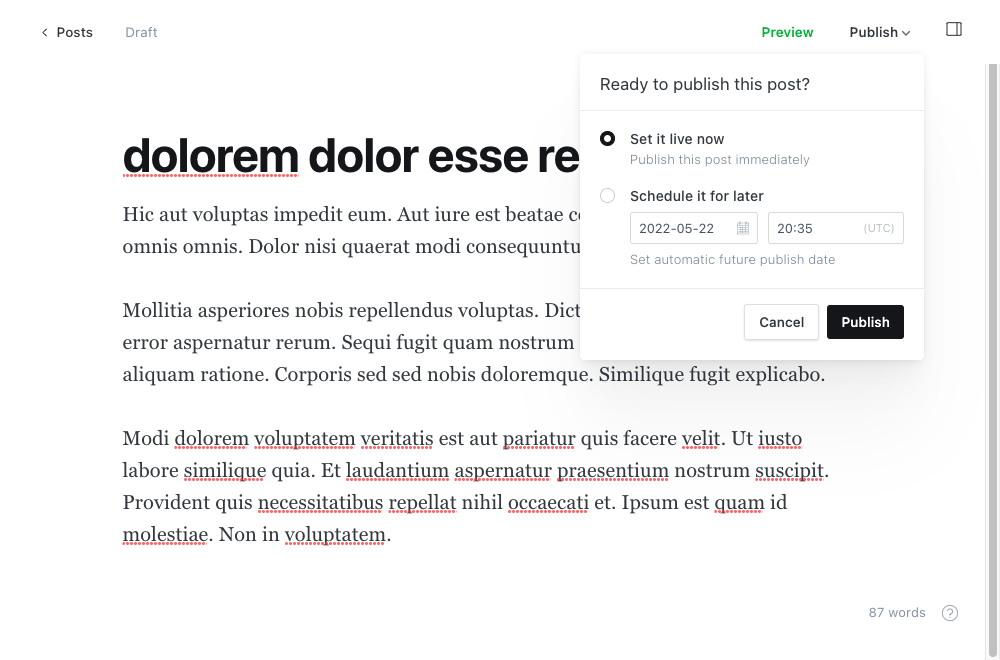 Posts
Draft
Preview
Publish
Ready to publish this post?
Set it live now
Publish this post immediately
Schedule it for later
2022-05-22
20:35
(UTC)
Set automatic future publish date
Cancel
Publish
dolorem dolor esse re
Hic aut voluptas impedit eum. Aut iure est beatae
omnis omnis. Dolor nisi quaerat modi
Mollitia asperiores nobis repellendus voluptas.
error aspernatur rerum. Sequi fugit quam nostrum
aliquam ratione. Corporis sed sed nobis doloremque. Similique fugit explicabo.
Modi dolorem voluptatem veritatis est aut pariatur quis facere velit. Ut iusto
labore similique quia. Et laudantium aspernatur praesentium nostrum suscipit.
Provident quis necessitatibus repellat nihil occaecati et. Ipsum est quam id
molestiae. Non in voluptatem.
87 words